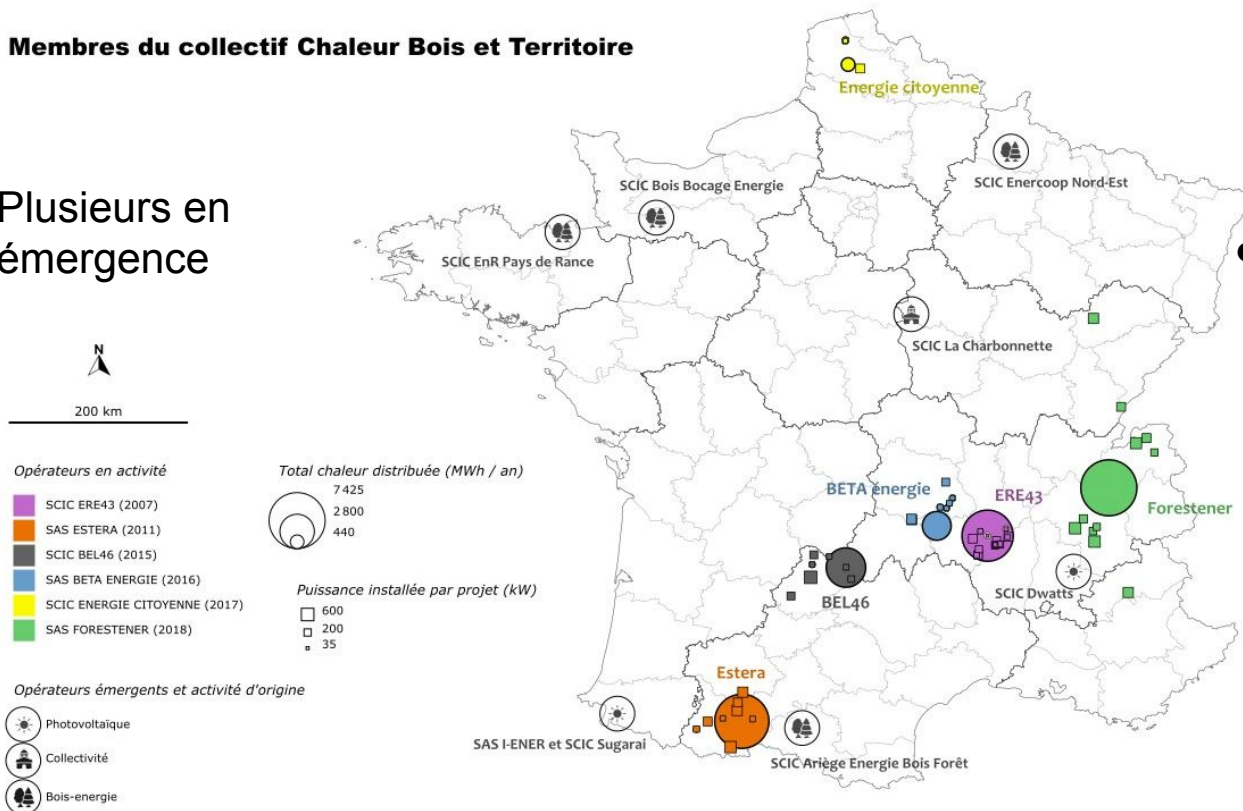 Membres du collectif Chaleur Bois et Territoire
Plusieurs en
émergence
N
200 km
Opérateurs en activité
SCIC ERE43 (2007)
SAS ESTERA (2011)
SCIC BEL46 (2015)
SAS BETA ENERGIE (2016)
SCIC ENERGIE CITOYENNE (2017)
SAS FORESTENER (2018)
Total chaleur distribuée (MWh / an)
7 425
2 800
440
Puissance installée par projet (kW)
600
200
35
Opérateurs émergents et activité d'origine
Photovoltaïque
Collectivité
Bois-energie
Energie citoyenne
SCIC Bois Bocage Energie
SCIC Enercoop Nord-Est
SCIC EnR Pays de Rance
SCIC La Charbonnette
BETA énergie
ERE43
Forestener
SCIC Dwatts
BEL46
Estera
SAS I-ENER et SCIC Sugarai
SCIC Ariège Energie Bois Forêt